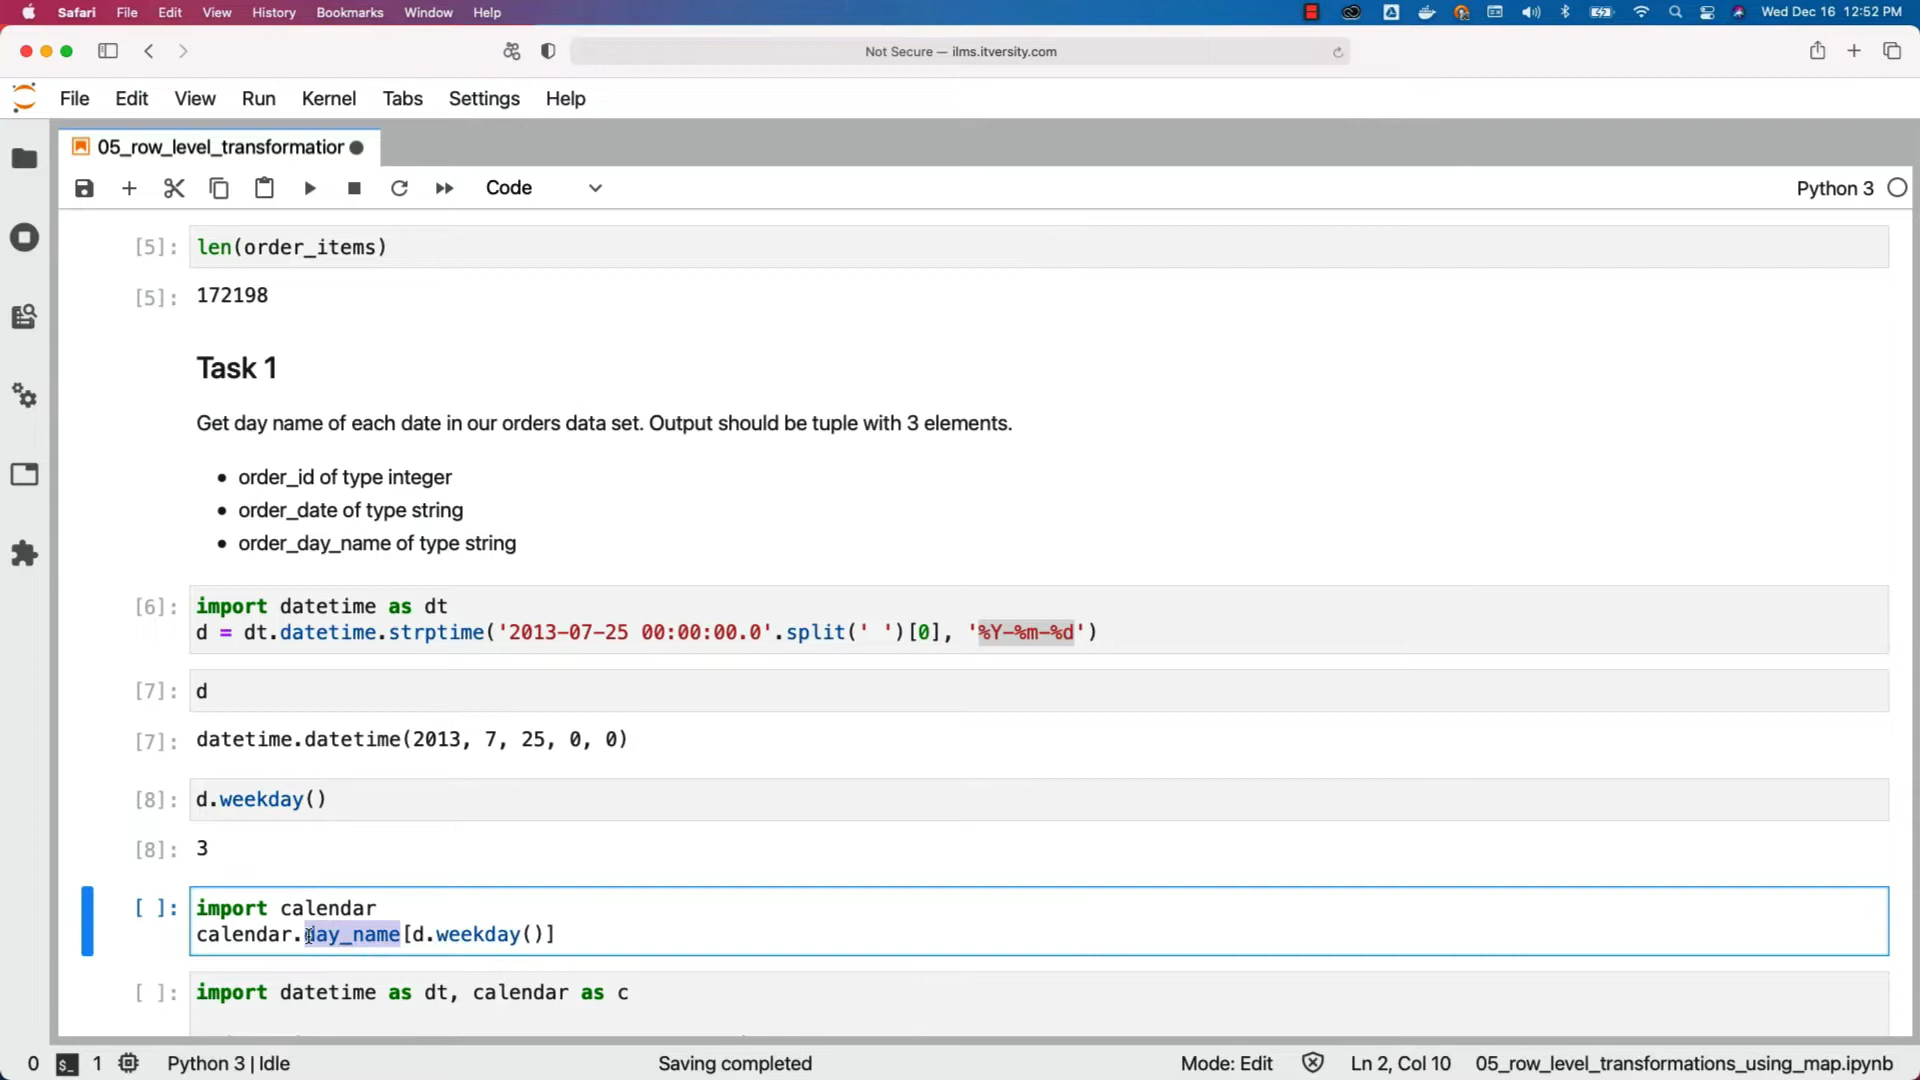 Safari File Edit View History Bookmarks Window Help Wed Dec 16 12:52 PM
Not Secure — ilms.itversity.com
File Edit View Run Kernel Tabs Settings Help
05_row_level_transformatior
Code Python 3
[5]: len(order_items)
[5]: 172198
Task 1
Get day name of each date in our orders data set. Output should be tuple with 3 elements.
• order_id of type integer
• order_date of type string
• order_day_name of type string
[6]: import datetime as dt
d = dt.datetime.strptime('2013-07-25 00:00:00.0'.split(' ')[0], '%Y-%m-%d')
[7]: d
[7]: datetime.datetime(2013, 7, 25, 0, 0)
[8]: d.weekday()
[8]: 3
[ ]: import calendar
calendar.day_name[d.weekday()]
[ ]: import datetime as dt, calendar as c
0 $_ 1 Python 3 | Idle Saving completed Mode: Edit Ln 2, Col 10 05_row_level_transformations_using_map.ipynb